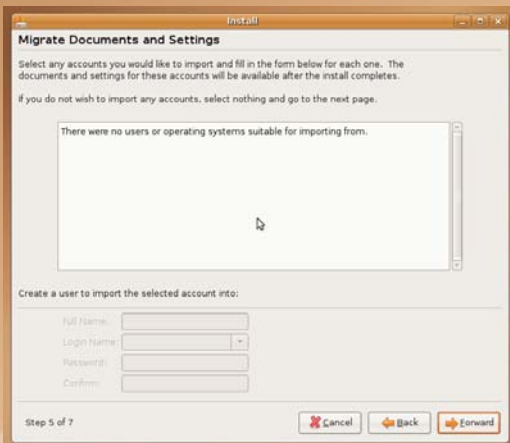 Install
Migrate Documents and Settings
Select any accounts you would like to import and fill in the form below for each one. The
documents and settings for these accounts will be available after the install completes.
If you do not wish to import any accounts, select nothing and go to the next page.
There were no users or operating systems suitable for importing from.
Create a user to import the selected account into:
Full Name:
Login Name:
Password:
Confirm:
Step 5 of 7
Cancel
Back
Forward